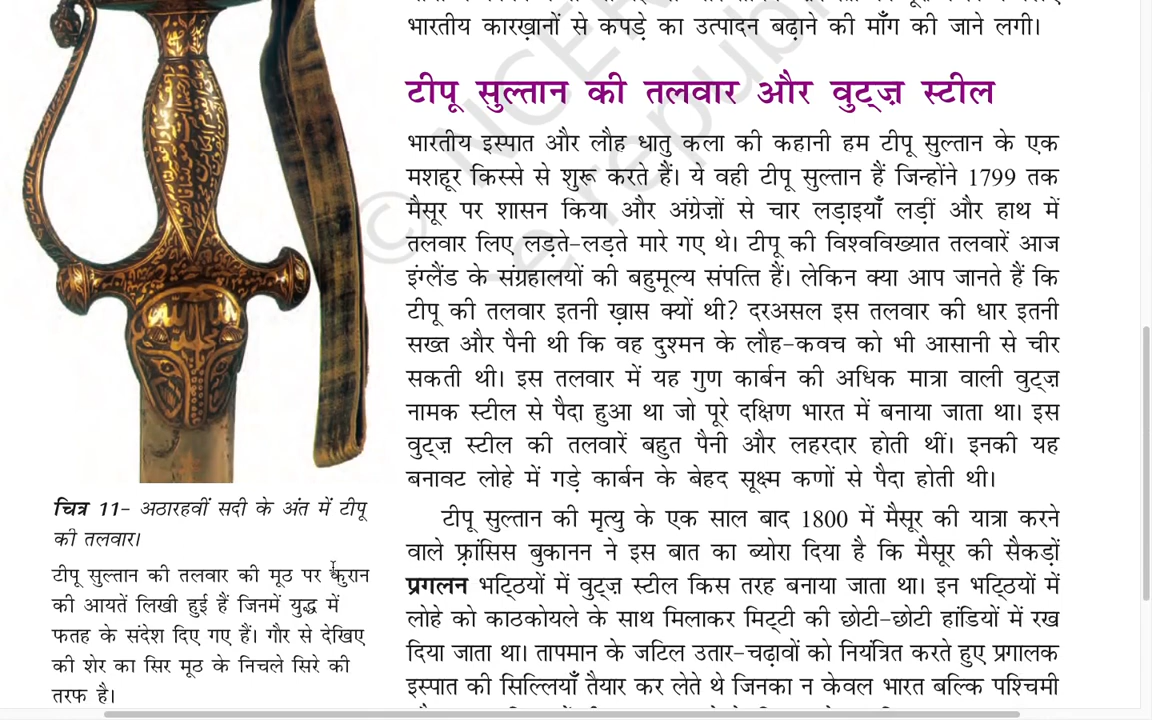 भारतीय कारख़ानों से कपड़े का उत्पादन बढ़ाने की माँग की जाने लगी।
टीपू सुल्तान की तलवार और वुट्ज़ स्टील
भारतीय इस्पात और लौह धातु कला की कहानी हम टीपू सुल्तान के एक
मशहूर किस्से से शुरू करते हैं। ये वही टीपू सुल्तान हैं जिन्होंने 1799 तक
मैसूर पर शासन किया और अंग्रेज़ों से चार लड़ाइयाँ लड़ीं और हाथ में
तलवार लिए लड़ते-लड़ते मारे गए थे। टीपू की विश्वविख्यात तलवारें आज
इंग्लैंड के संग्रहालयों की बहुमूल्य संपत्ति हैं। लेकिन क्या आप जानते हैं कि
टीपू की तलवार इतनी ख़ास क्यों थी? दरअसल इस तलवार की धार इतनी
सख्त और पैनी थी कि वह दुश्मन के लौह-कवच को भी आसानी से चीर
सकती थी। इस तलवार में यह गुण कार्बन की अधिक मात्रा वाली वुट्ज़
नामक स्टील से पैदा हुआ था जो पूरे दक्षिण भारत में बनाया जाता था। इस
वुट्ज़ स्टील की तलवारें बहुत पैनी और लहरदार होती थीं। इनकी यह
बनावट लोहे में गड़े कार्बन के बेहद सूक्ष्म कणों से पैदा होती थी।
टीपू सुल्तान की मृत्यु के एक साल बाद 1800 में मैसूर की यात्रा करने
वाले फ़्रांसिस बुकानन ने इस बात का ब्योरा दिया है कि मैसूर की सैकड़ों
प्रगलन भट्ठियों में वुट्ज़ स्टील किस तरह बनाया जाता था। इन भट्ठियों में
लोहे को काठकोयले के साथ मिलाकर मिट्टी की छोटी-छोटी हांडियों में रख
दिया जाता था। तापमान के जटिल उतार-चढ़ावों को नियंत्रित करते हुए प्रगालक
इस्पात की सिल्लियाँ तैयार कर लेते थे जिनका न केवल भारत बल्कि पश्चिमी
चित्र 11- अठारहवीं सदी के अंत में टीपू
की तलवार।
टीपू सुल्तान की तलवार की मूठ पर क़ुरान
की आयतें लिखी हुई हैं जिनमें युद्ध में
फतह के संदेश दिए गए हैं। गौर से देखिए
की शेर का सिर मूठ के निचले सिरे की
तरफ है।